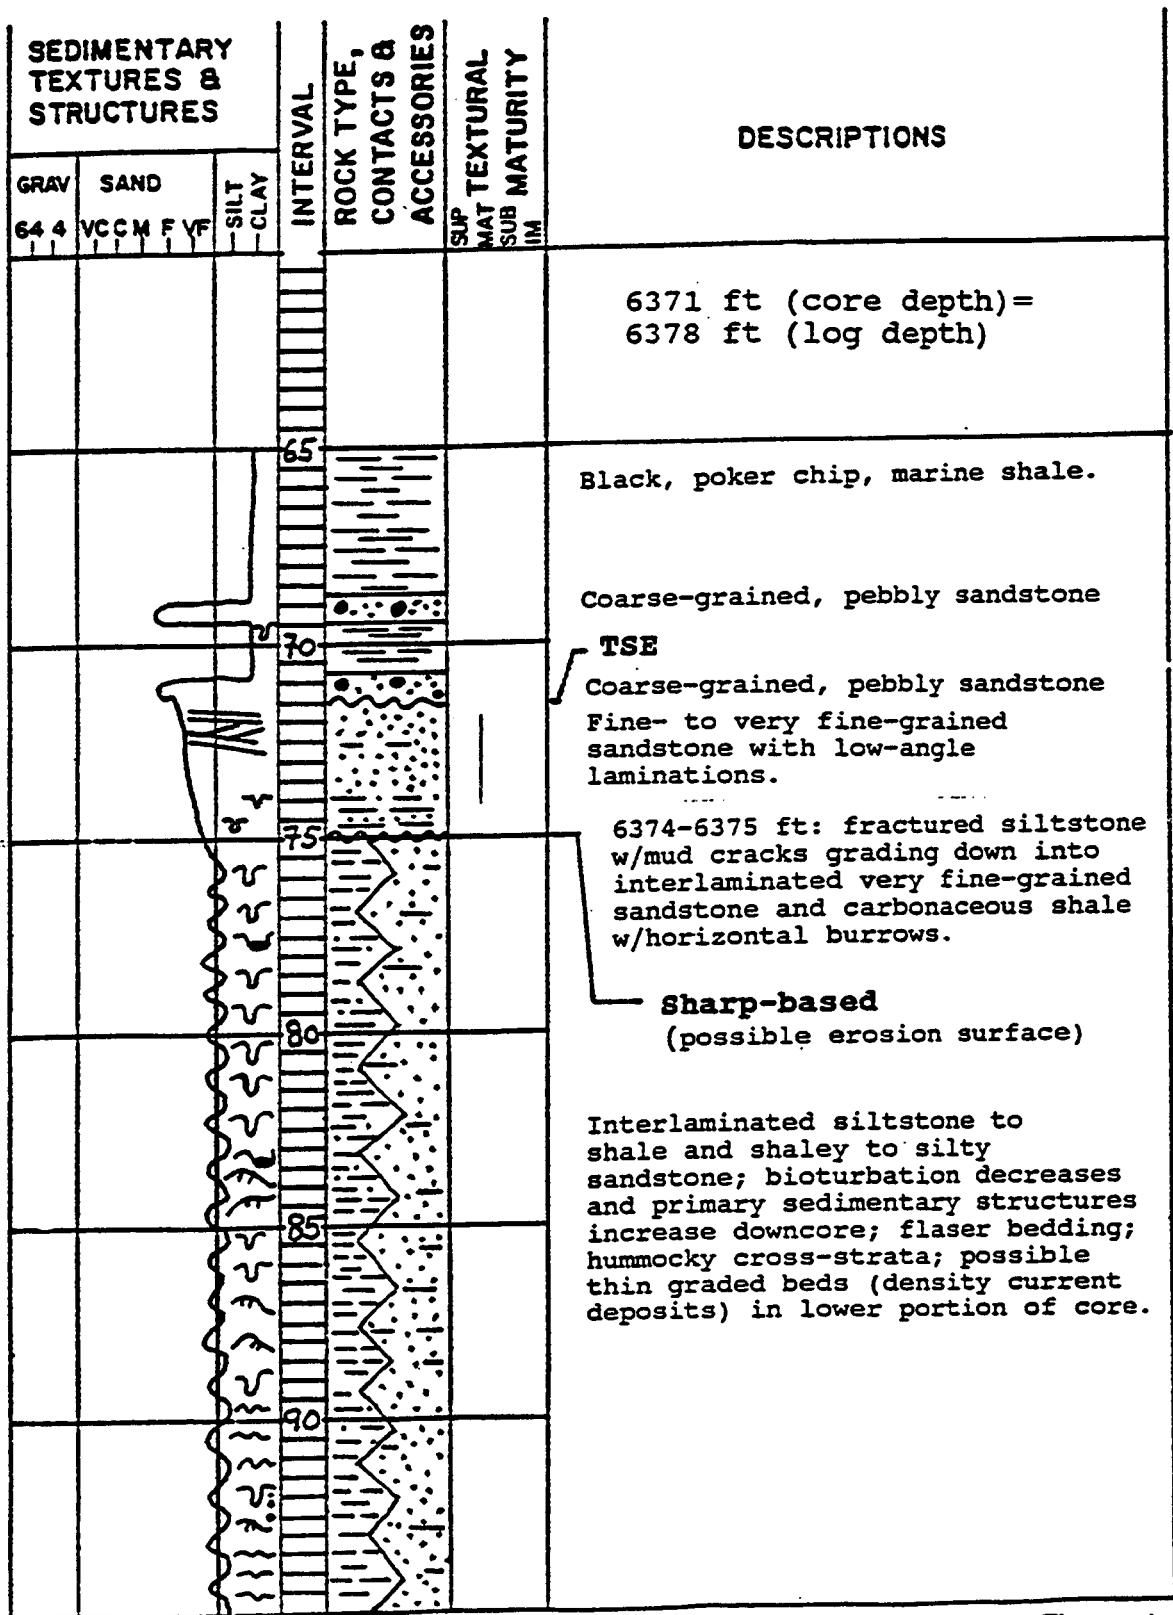 SEDIMENTARY
TEXTURES &
STRUCTURES
GRAV
SAND
SILT
CLAY
64 4
VC C M F VF
INTERVAL
ROCK TYPE,
CONTACTS &
ACCESSORIES
TEXTURAL
MATURITY
SUP
MAT
SUB
IM
DESCRIPTIONS
6371 ft (core depth)=
6378 ft (log depth)
65
Black, poker chip, marine shale.
Coarse-grained, pebbly sandstone
70
TSE
Coarse-grained, pebbly sandstone
Fine- to very fine-grained
sandstone with low-angle
laminations.
75
6374-6375 ft: fractured siltstone
w/mud cracks grading down into
interlaminated very fine-grained
sandstone and carbonaceous shale
w/horizontal burrows.
Sharp-based
(possible erosion surface)
80
Interlaminated siltstone to
shale and shaley to silty
sandstone; bioturbation decreases
and primary sedimentary structures
increase downcore; flaser bedding;
hummocky cross-strata; possible
thin graded beds (density current
deposits) in lower portion of core.
85
90